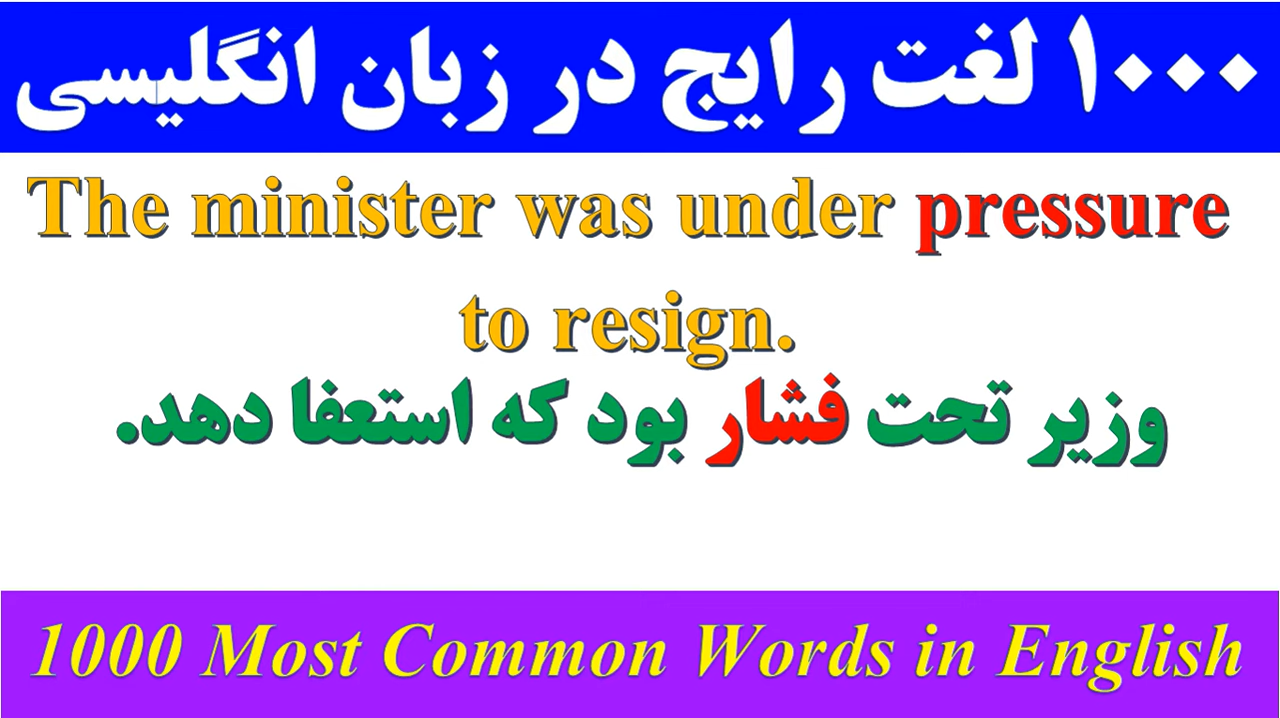 ۱۰۰۰ لغت رایج در زبان انگلیسی
The minister was under pressure
to resign.
وزیر تحت فشار بود که استعفا دهد.
1000 Most Common Words in English